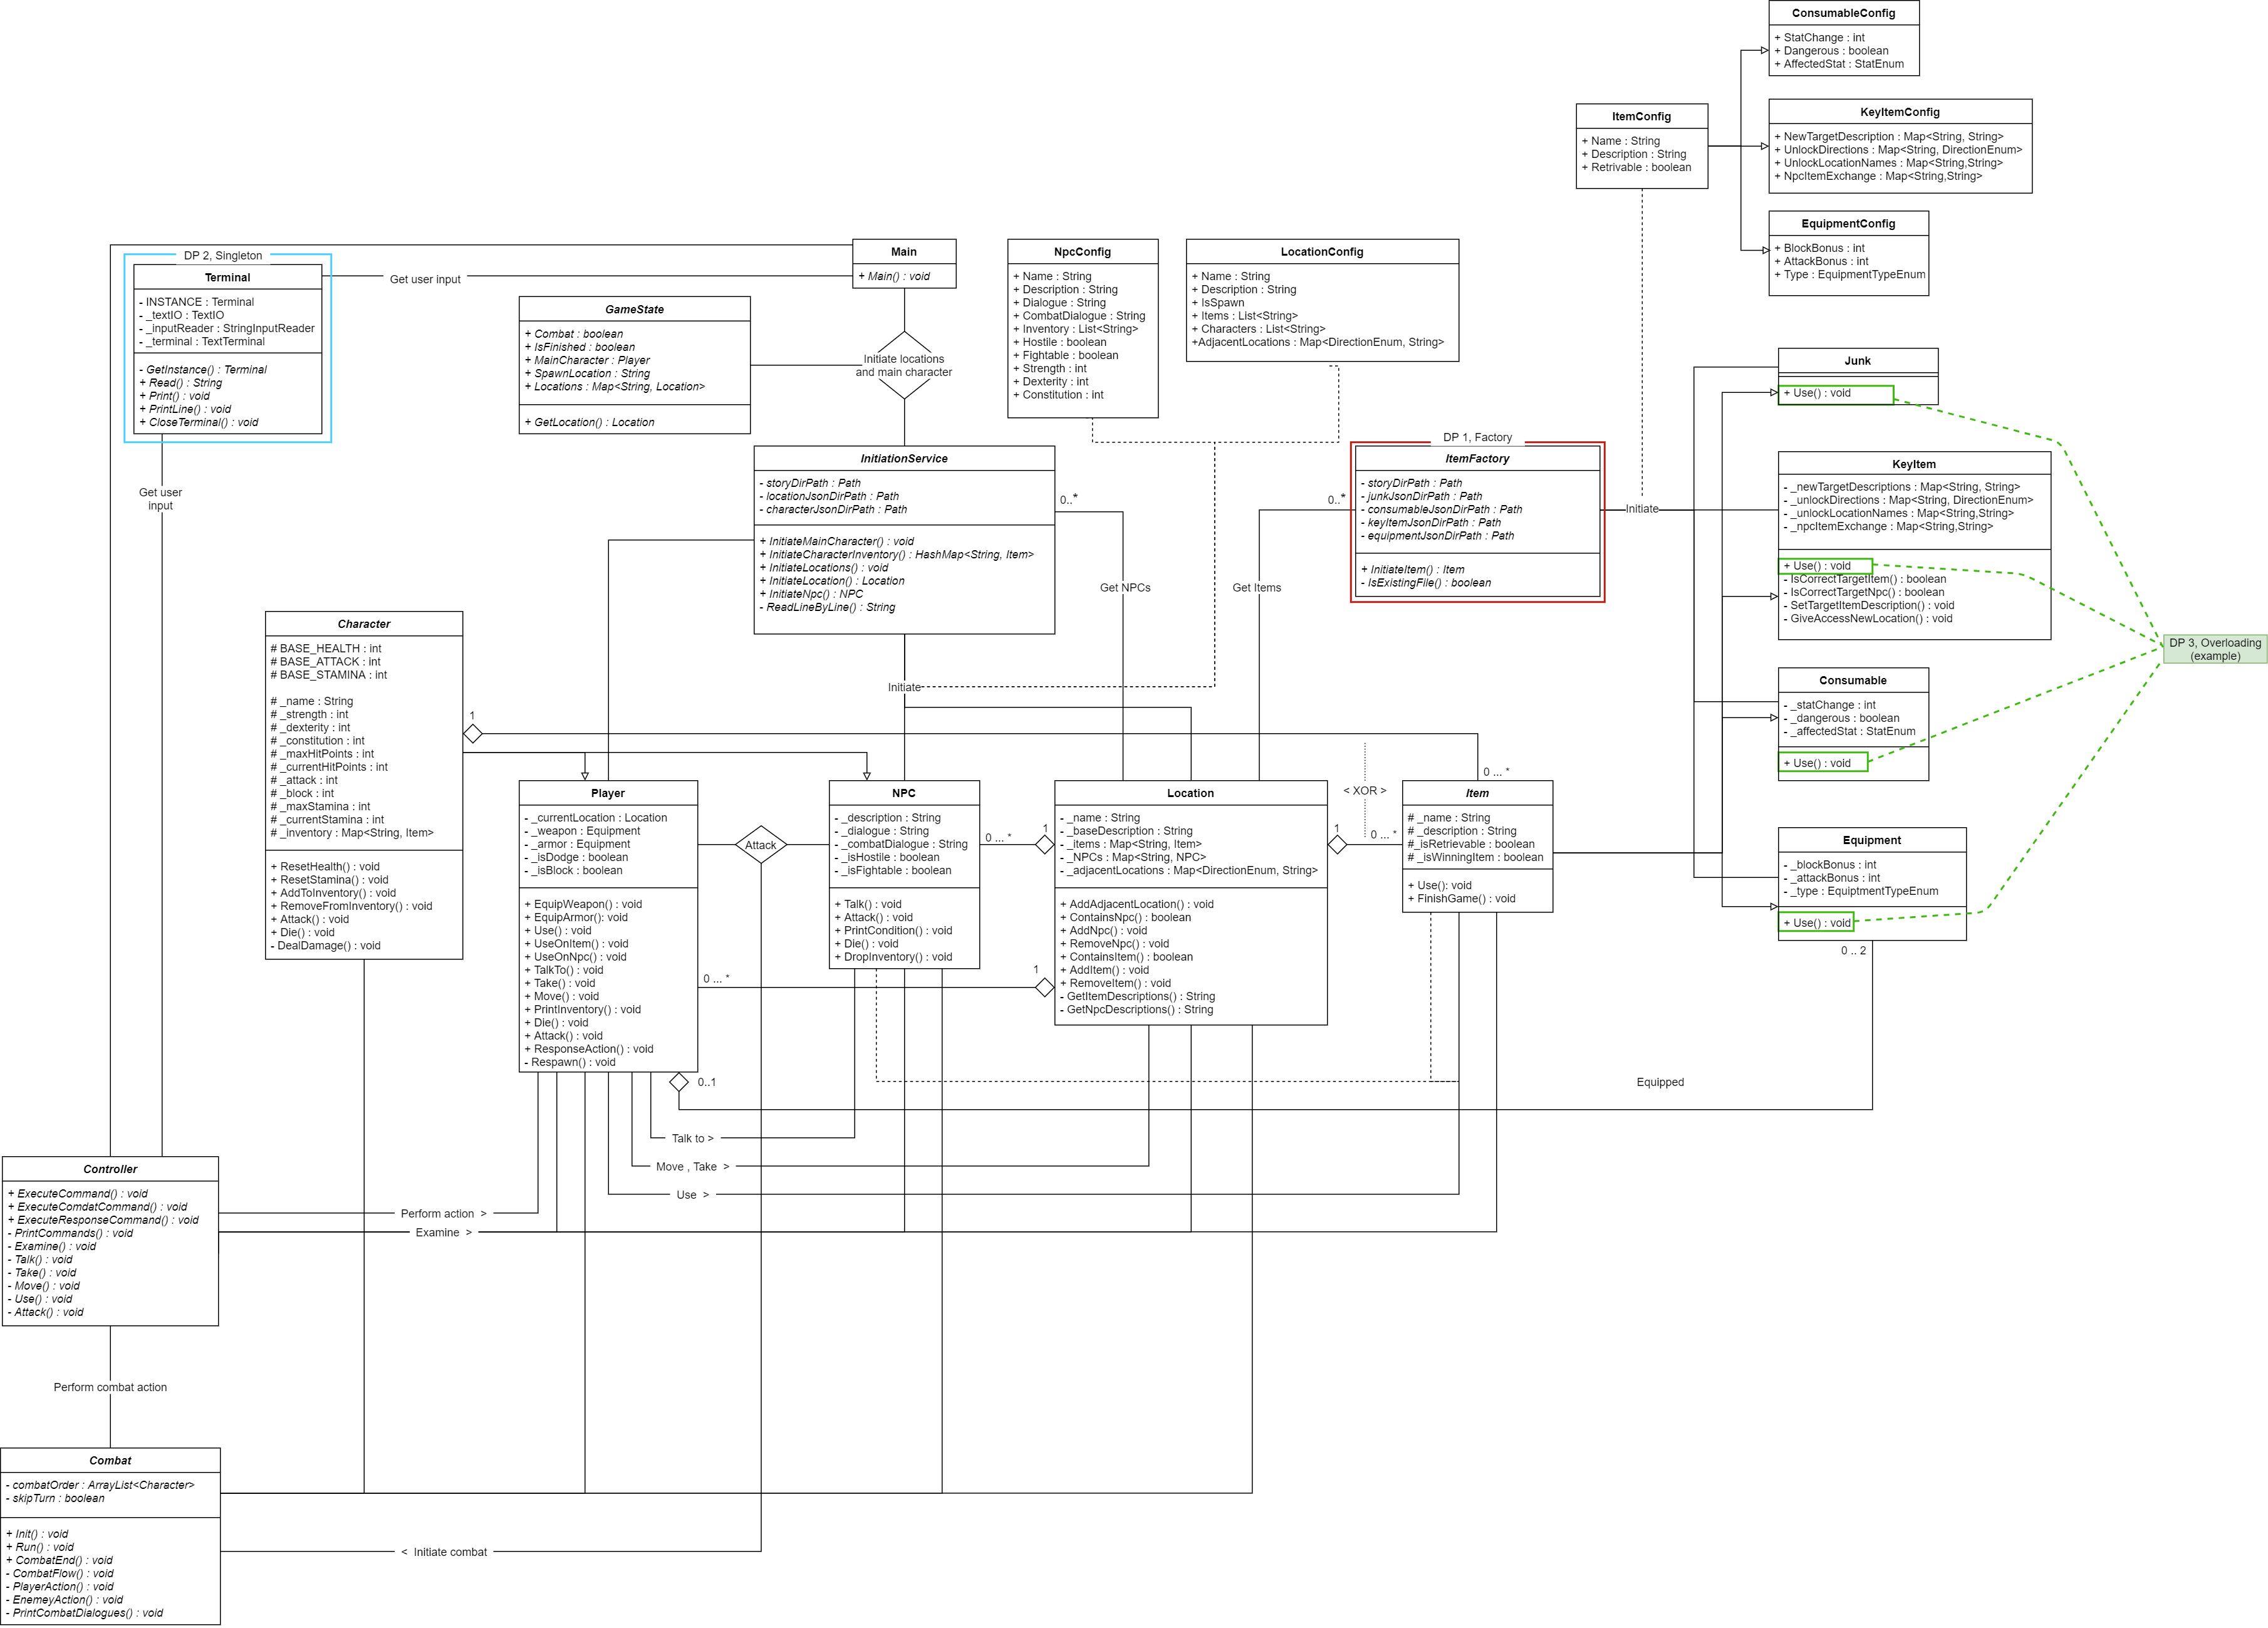 ConsumableConfig
+ StatChange : int
+ Dangerous : boolean
+ AffectedStat : StatEnum
ItemConfig
+ Name : String
+ Description : String
+ Retrivable : boolean
KeyItemConfig
+ NewTargetDescription : Map<String, String>
+ UnlockDirections : Map<String, DirectionEnum>
+ UnlockLocationNames : Map<String,String>
+ NpcItemExchange : Map<String,String>
EquipmentConfig
+ BlockBonus : int
+ AttackBonus : int
+ Type : EquipmentTypeEnum
DP 2, Singleton
Terminal
- INSTANCE : Terminal
- _textIO : TextIO
- _inputReader : StringInputReader
- _terminal : TextTerminal
- GetInstance() : Terminal
+ Read() : String
+ Print() : void
+ PrintLine() : void
+ CloseTerminal() : void
Get user input
Main
+ Main() : void
GameState
+ Combat : boolean
+ IsFinished : boolean
+ MainCharacter : Player
+ SpawnLocation : String
+ Locations : Map<String, Location>
+ GetLocation() : Location
Initiate locations
and main character
NpcConfig
+ Name : String
+ Description : String
+ Dialogue : String
+ CombatDialogue : String
+ Inventory : List<String>
+ Hostile : boolean
+ Fightable : boolean
+ Strength : int
+ Dexterity : int
+ Constitution : int
LocationConfig
+ Name : String
+ Description : String
+ IsSpawn
+ Items : List<String>
+ Characters : List<String>
+AdjacentLocations : Map<DirectionEnum, String>
Junk
+ Use() : void
Get user
input
InitiationService
- storyDirPath : Path
- locationJsonDirPath : Path
- characterJsonDirPath : Path
+ InitiateMainCharacter() : void
+ InitiateCharacterInventory() : HashMap<String, Item>
+ InitiateLocations() : void
+ InitiateLocation() : Location
+ InitiateNpc() : NPC
- ReadLineByLine() : String
0..*
Get NPCs
Get Items
0..*
DP 1, Factory
ItemFactory
- storyDirPath : Path
- junkJsonDirPath : Path
- consumableJsonDirPath : Path
- keyItemJsonDirPath : Path
- equipmentJsonDirPath : Path
+ InitiateItem() : Item
- IsExistingFile() : boolean
Initiate
KeyItem
- _newTargetDescriptions : Map<String, String>
- _unlockDirections : Map<String, DirectionEnum>
- _unlockLocationNames : Map<String,String>
- _npcItemExchange : Map<String,String>
+ Use() : void
- IsCorrectTargetItem() : boolean
- IsCorrectTargetNpc() : boolean
- SetTargetItemDescription() : void
- GiveAccessNewLocation() : void
DP 3, Overloading
(example)
Character
# BASE_HEALTH : int
# BASE_ATTACK : int
# BASE_STAMINA : int
# _name : String
# _strength : int
# _dexterity : int
# _constitution : int
# _maxHitPoints : int
# _currentHitPoints : int
# _attack : int
# _block : int
# _maxStamina : int
# _currentStamina : int
# _inventory : Map<String, Item>
+ ResetHealth() : void
+ ResetStamina() : void
+ AddToInventory() : void
+ RemoveFromInventory() : void
+ Attack() : void
+ Die() : void
- DealDamage() : void
1
Initiate
Consumable
- _statChange : int
- _dangerous : boolean
- _affectedStat : StatEnum
+ Use() : void
Player
- _currentLocation : Location
- _weapon : Equipment
- _armor : Equipment
- _isDodge : boolean
- _isBlock : boolean
+ EquipWeapon() : void
+ EquipArmor() : void
+ Use() : void
+ UseOnItem() : void
+ UseOnNpc() : void
+ TalkTo() : void
+ Take() : void
+ Move() : void
+ PrintInventory() : void
+ Die() : void
+ Attack() : void
+ ResponseAction() : void
- Respawn() : void
Attack
NPC
- _description : String
- _dialogue : String
- _combatDialogue : String
- _isHostile : boolean
- _isFightable : boolean
+ Talk() : void
+ Attack() : void
+ PrintCondition() : void
+ Die() : void
+ DropInventory() : void
0 ... *
1
0 ... *
1
Location
- _name : String
- _baseDescription : String
- _items : Map<String, Item>
- _NPCs : Map<String, NPC>
- _adjacentLocations : Map<DirectionEnum, String>
+ AddAdjacentLocation() : void
+ ContainsNpc() : boolean
+ AddNpc() : void
+ RemoveNpc() : void
+ ContainsItem() : boolean
+ AddItem() : void
+ RemoveItem() : void
- GetItemDescriptions() : String
- GetNpcDescriptions() : String
< XOR >
1
0 ... *
0 ... *
Item
# _name : String
# _description : String
# _isRetrievable : boolean
# _isWinningItem : boolean
+ Use(): void
+ FinishGame() : void
Equipment
- _blockBonus : int
- _attackBonus : int
- _type : EquiptmentTypeEnum
+ Use() : void
0 .. 2
0..1
Equipped
Talk to >
Move , Take >
Use >
Perform action >
Examine >
Controller
+ ExecuteCommand() : void
+ ExecuteComdatCommand() : void
+ ExecuteResponseCommand() : void
- PrintCommands() : void
- Examine() : void
- Talk() : void
- Take() : void
- Move() : void
- Use() : void
- Attack() : void
Perform combat action
Combat
- combatOrder : ArrayList<Character>
- skipTurn : boolean
+ Init() : void
+ Run() : void
+ CombatEnd() : void
- CombatFlow() : void
- PlayerAction() : void
- EnemeyAction() : void
- PrintCombatDialogues() : void
< Initiate combat